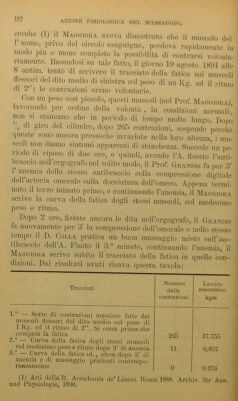 92 AZIONE FISIOLOGICA DEL MASSAGGIO.
cerche (1) il MAGGIORA aveva dimostrato che il muscolo del
l' uomo, privo del circolo sanguigno, perdeva rapidamente in
modo più o meno completo la possibilità di contrarsi volonta-
riamente. Basandosi su tale fatto, il giorno 19 agosto 1891 alle
8 antim. tentò di scrivere il tracciato della fatica sui muscoli
flessori del dito medio di sinistra col peso di un Kg. ed il ritmo
di 2"; le contrazioni erano volontarie.
Con un peso così piccolo, questi muscoli (nel Prof. MAGGIORA),
lavorando per ordine della volontà, in condizioni normali,
non si stancano che in periodo di tempo molto lungo. Dopo
di giro del cilindro, dopo 265 contrazioni, sospende perchè
queste sono ancora pressochè invariate nella loro altezza, i mu-
scoli non danno sintomi apparenti di stanchezza. Succede un pe-
riodo di riposo di due ore, e quindi, avendo l'A. fissato l'anti-
braccio nell'ergografo nel solito modo, il Prof. GRANDIS fa per 3'
l' anemia dello stesso antibraccio colla compressione digitale
dell'arteria omerale sulla docciatura dell'omero. Appena termi-
nato il terzo minuto primo, e continuando l'anemia, il MAGGIORA
scrive la curva della fatica degli stessi muscoli, col medesimo
peso e ritmo.
Dopo 2 ore, fissate ancora le dita nell'ergografo, il GRANDIS
fa nuovamente per 3' la compressione dell'omerale e nello stesso
tempo il Dr. COLLA pratica un buon massaggio misto sull'an-
tibraccio dell'A. Finito il 3.° minuto, continuando l'anemia, il
MAGGIORA scrive subito il tracciato della fatica in quelle con-
dizioni. Dai risultati avuti ricava questa tavola:
Tracciati
Numero
delle
contrazioni
Lavoro
meccanico
kgm
1.° — Serie di contrazioni massime fatte dai
muscoli flessori del dito medio col peso di
1 Kg. ed il ritmo di 2". Si cessa prima che
compaia la fatica 265 17.755
2.° — Curva della fatica degli stessi muscoli
col medesimo peso e ritmo dopo 3' di anemia 11 0,857
3.° — Curva della fatica id., idem dopo 3' di
anemia e di massaggio praticati contempo-
raneamente 9 0,276
(1) Atti della R. Accademia de' Lincei. Roma 1888. Archiv. für Ana.
und Physiologie, 1890.